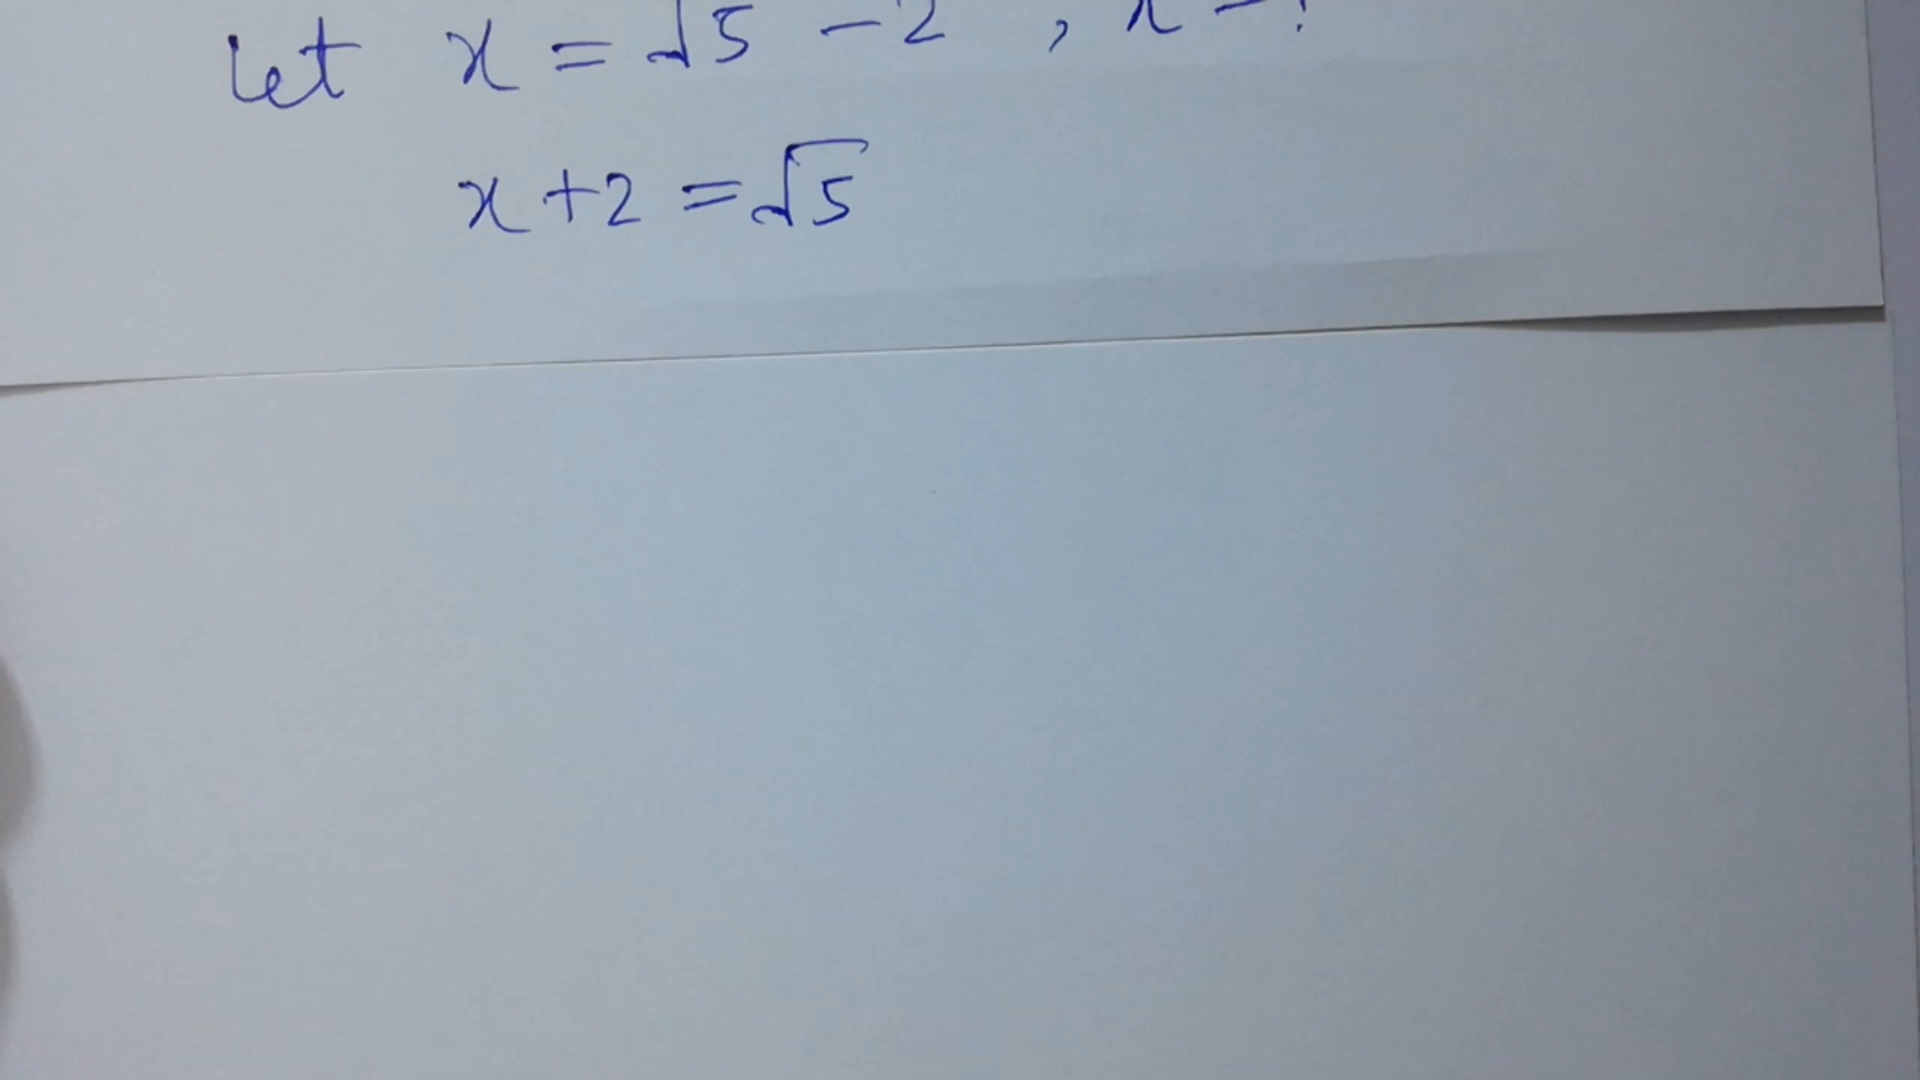 let x = √5 - 2 , x = ?
x + 2 = √5